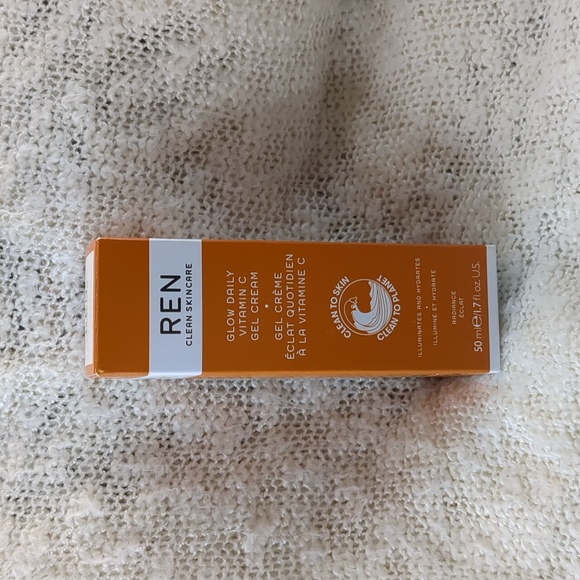 REN
CLEAN SKINCARE
GLOW DAILY
VITAMIN C
GEL CREAM
•
GEL CRÈME
ÉCLAT QUOTIDIEN
À LA VITAMINE C
CLEAN TO SKIN
CLEAN TO PLANET
ILLUMINATES AND HYDRATES
•
ILLUMINE ET HYDRATE
RADIANCE
ÉCLAT
50 ml℮/1.7 fl.oz. US.